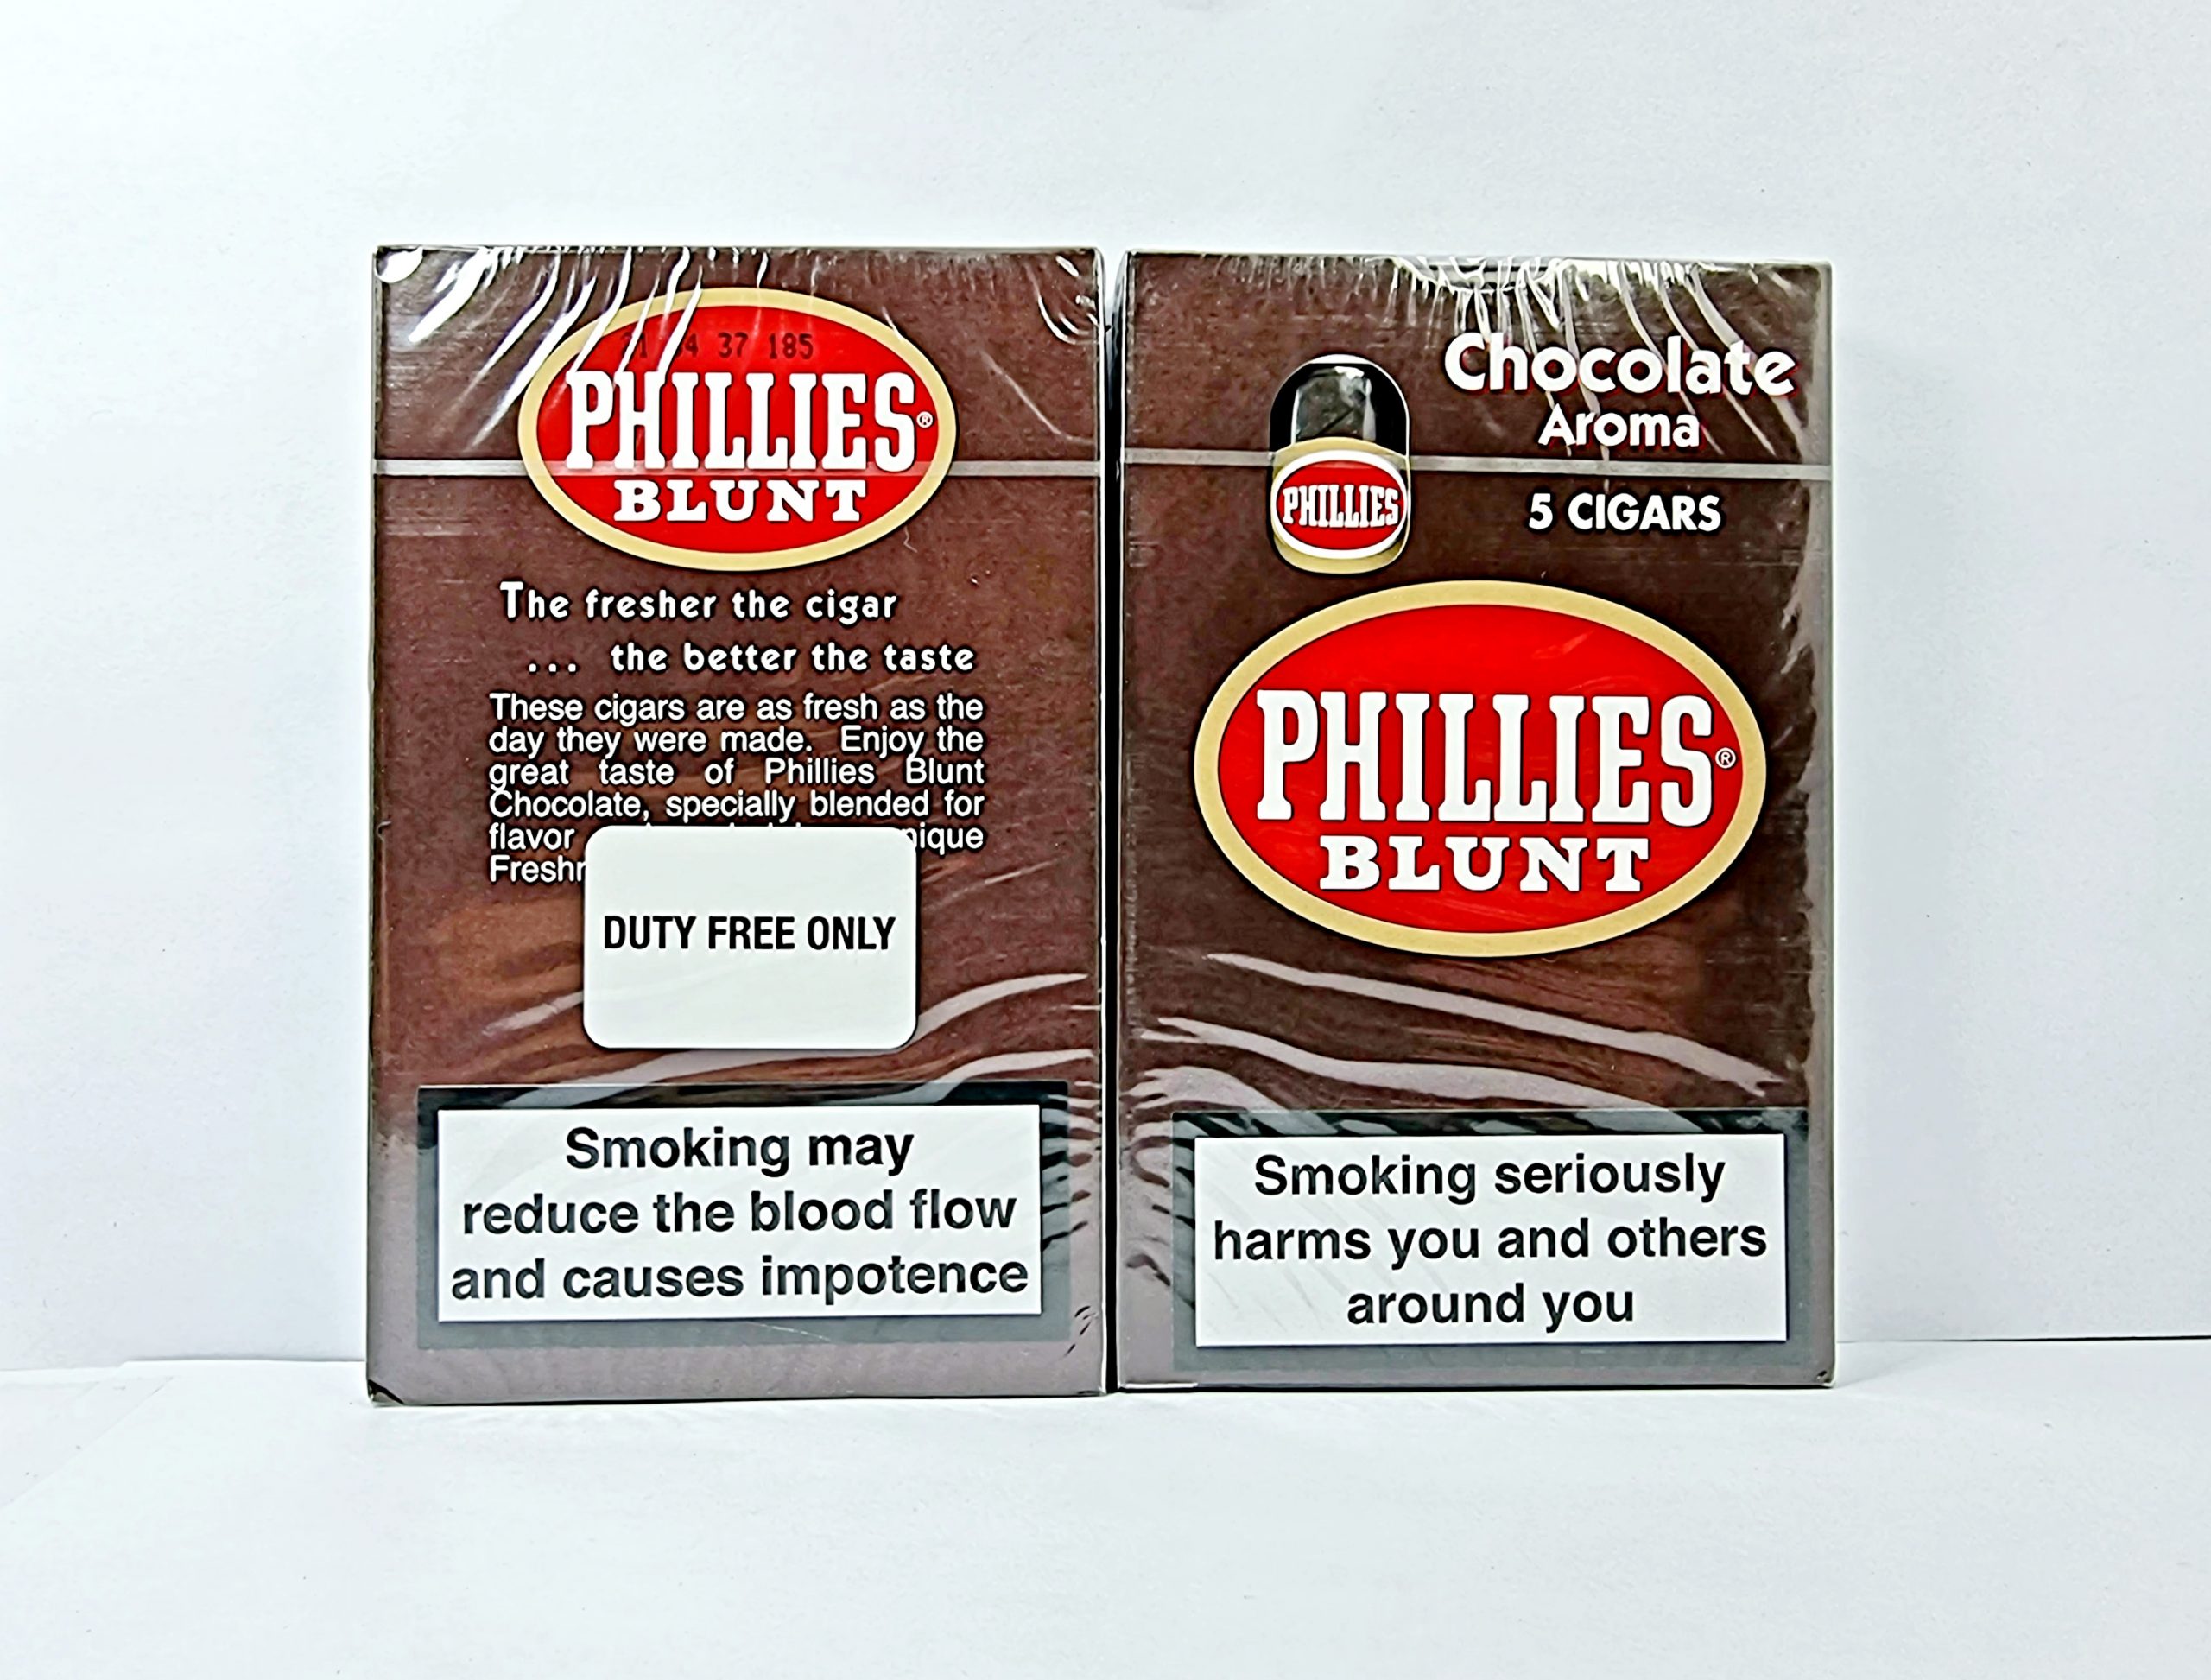 37 185
PHILLIES®
BLUNT
The fresher the cigar
... the better the taste
These cigars are as fresh as the
day they were made. Enjoy the
great taste of Phillies Blunt
Chocolate, specially blended for
flavor
DUTY FREE ONLY
Smoking may
reduce the blood flow
and causes impotence
Chocolate
Aroma
PHILLIES
5 CIGARS
PHILLIES®
BLUNT
Smoking seriously
harms you and others
around you